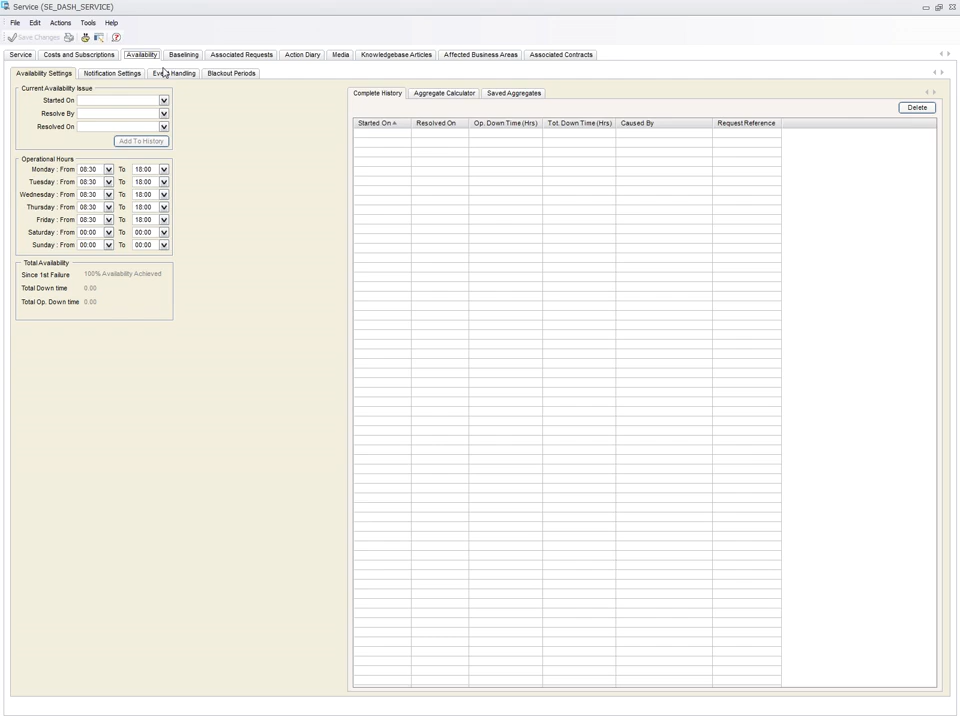 Service (SE_DASH_SERVICE)
File Edit Actions Tools Help
Save Changes
Service Costs and Subscriptions Availability Baselining Associated Requests Action Diary Media Knowledgebase Articles Affected Business Areas Associated Contracts
Availability Settings Notification Settings Event Handling Blackout Periods
Current Availability Issue
Started On
Resolve By
Resolved On
Add To History
Operational Hours
Monday : From 08:30 To 18:00
Tuesday : From 08:30 To 18:00
Wednesday : From 08:30 To 18:00
Thursday : From 08:30 To 18:00
Friday : From 08:30 To 18:00
Saturday : From 00:00 To 00:00
Sunday : From 00:00 To 00:00
Total Availability
Since 1st Failure 100% Availability Achieved
Total Down time 0.00
Total Op. Down time 0.00
Complete History Aggregate Calculator Saved Aggregates
Delete
Started On Resolved On Op. Down Time (Hrs) Tot. Down Time (Hrs) Caused By Request Reference